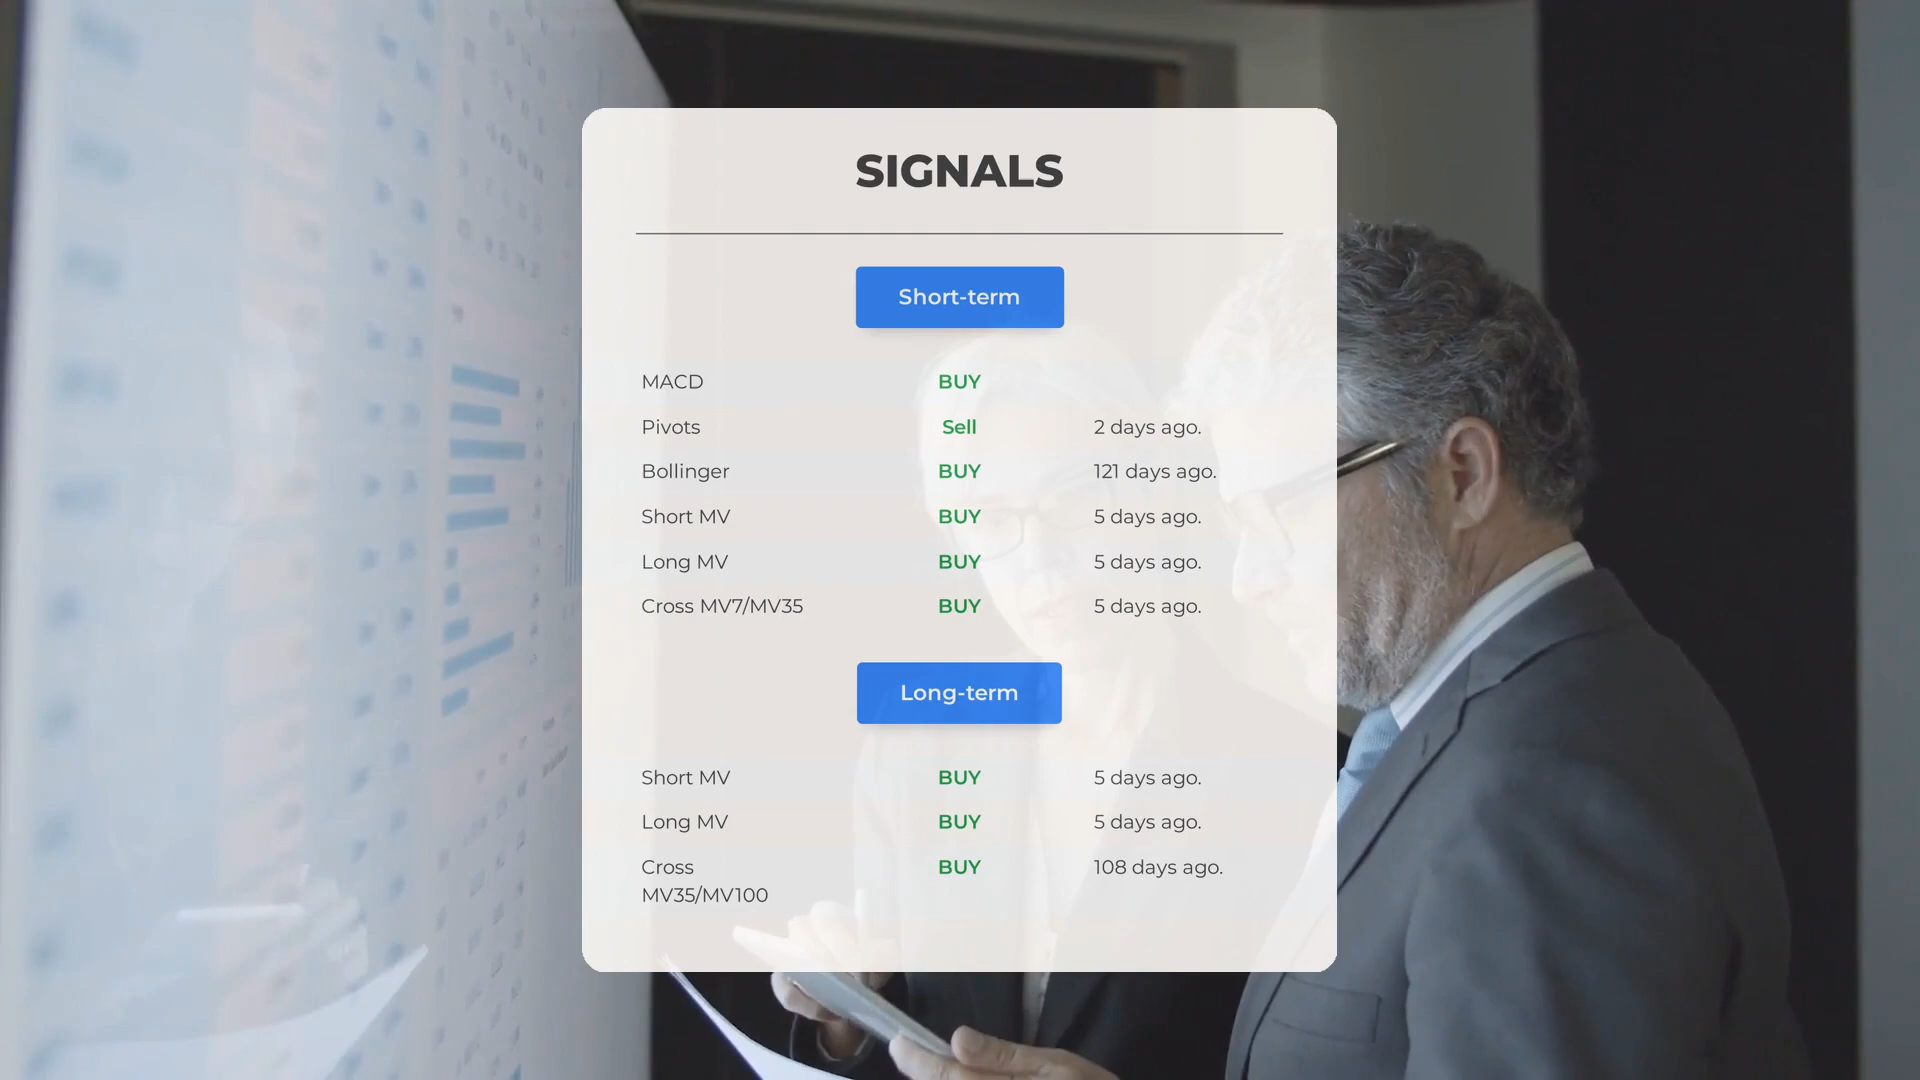 SIGNALS
Short-term
MACD BUY
Pivots Sell 2 days ago.
Bollinger BUY 121 days ago.
Short MV BUY 5 days ago.
Long MV BUY 5 days ago.
Cross MV7/MV35 BUY 5 days ago.
Long-term
Short MV BUY 5 days ago.
Long MV BUY 5 days ago.
Cross BUY 108 days ago.
MV35/MV100